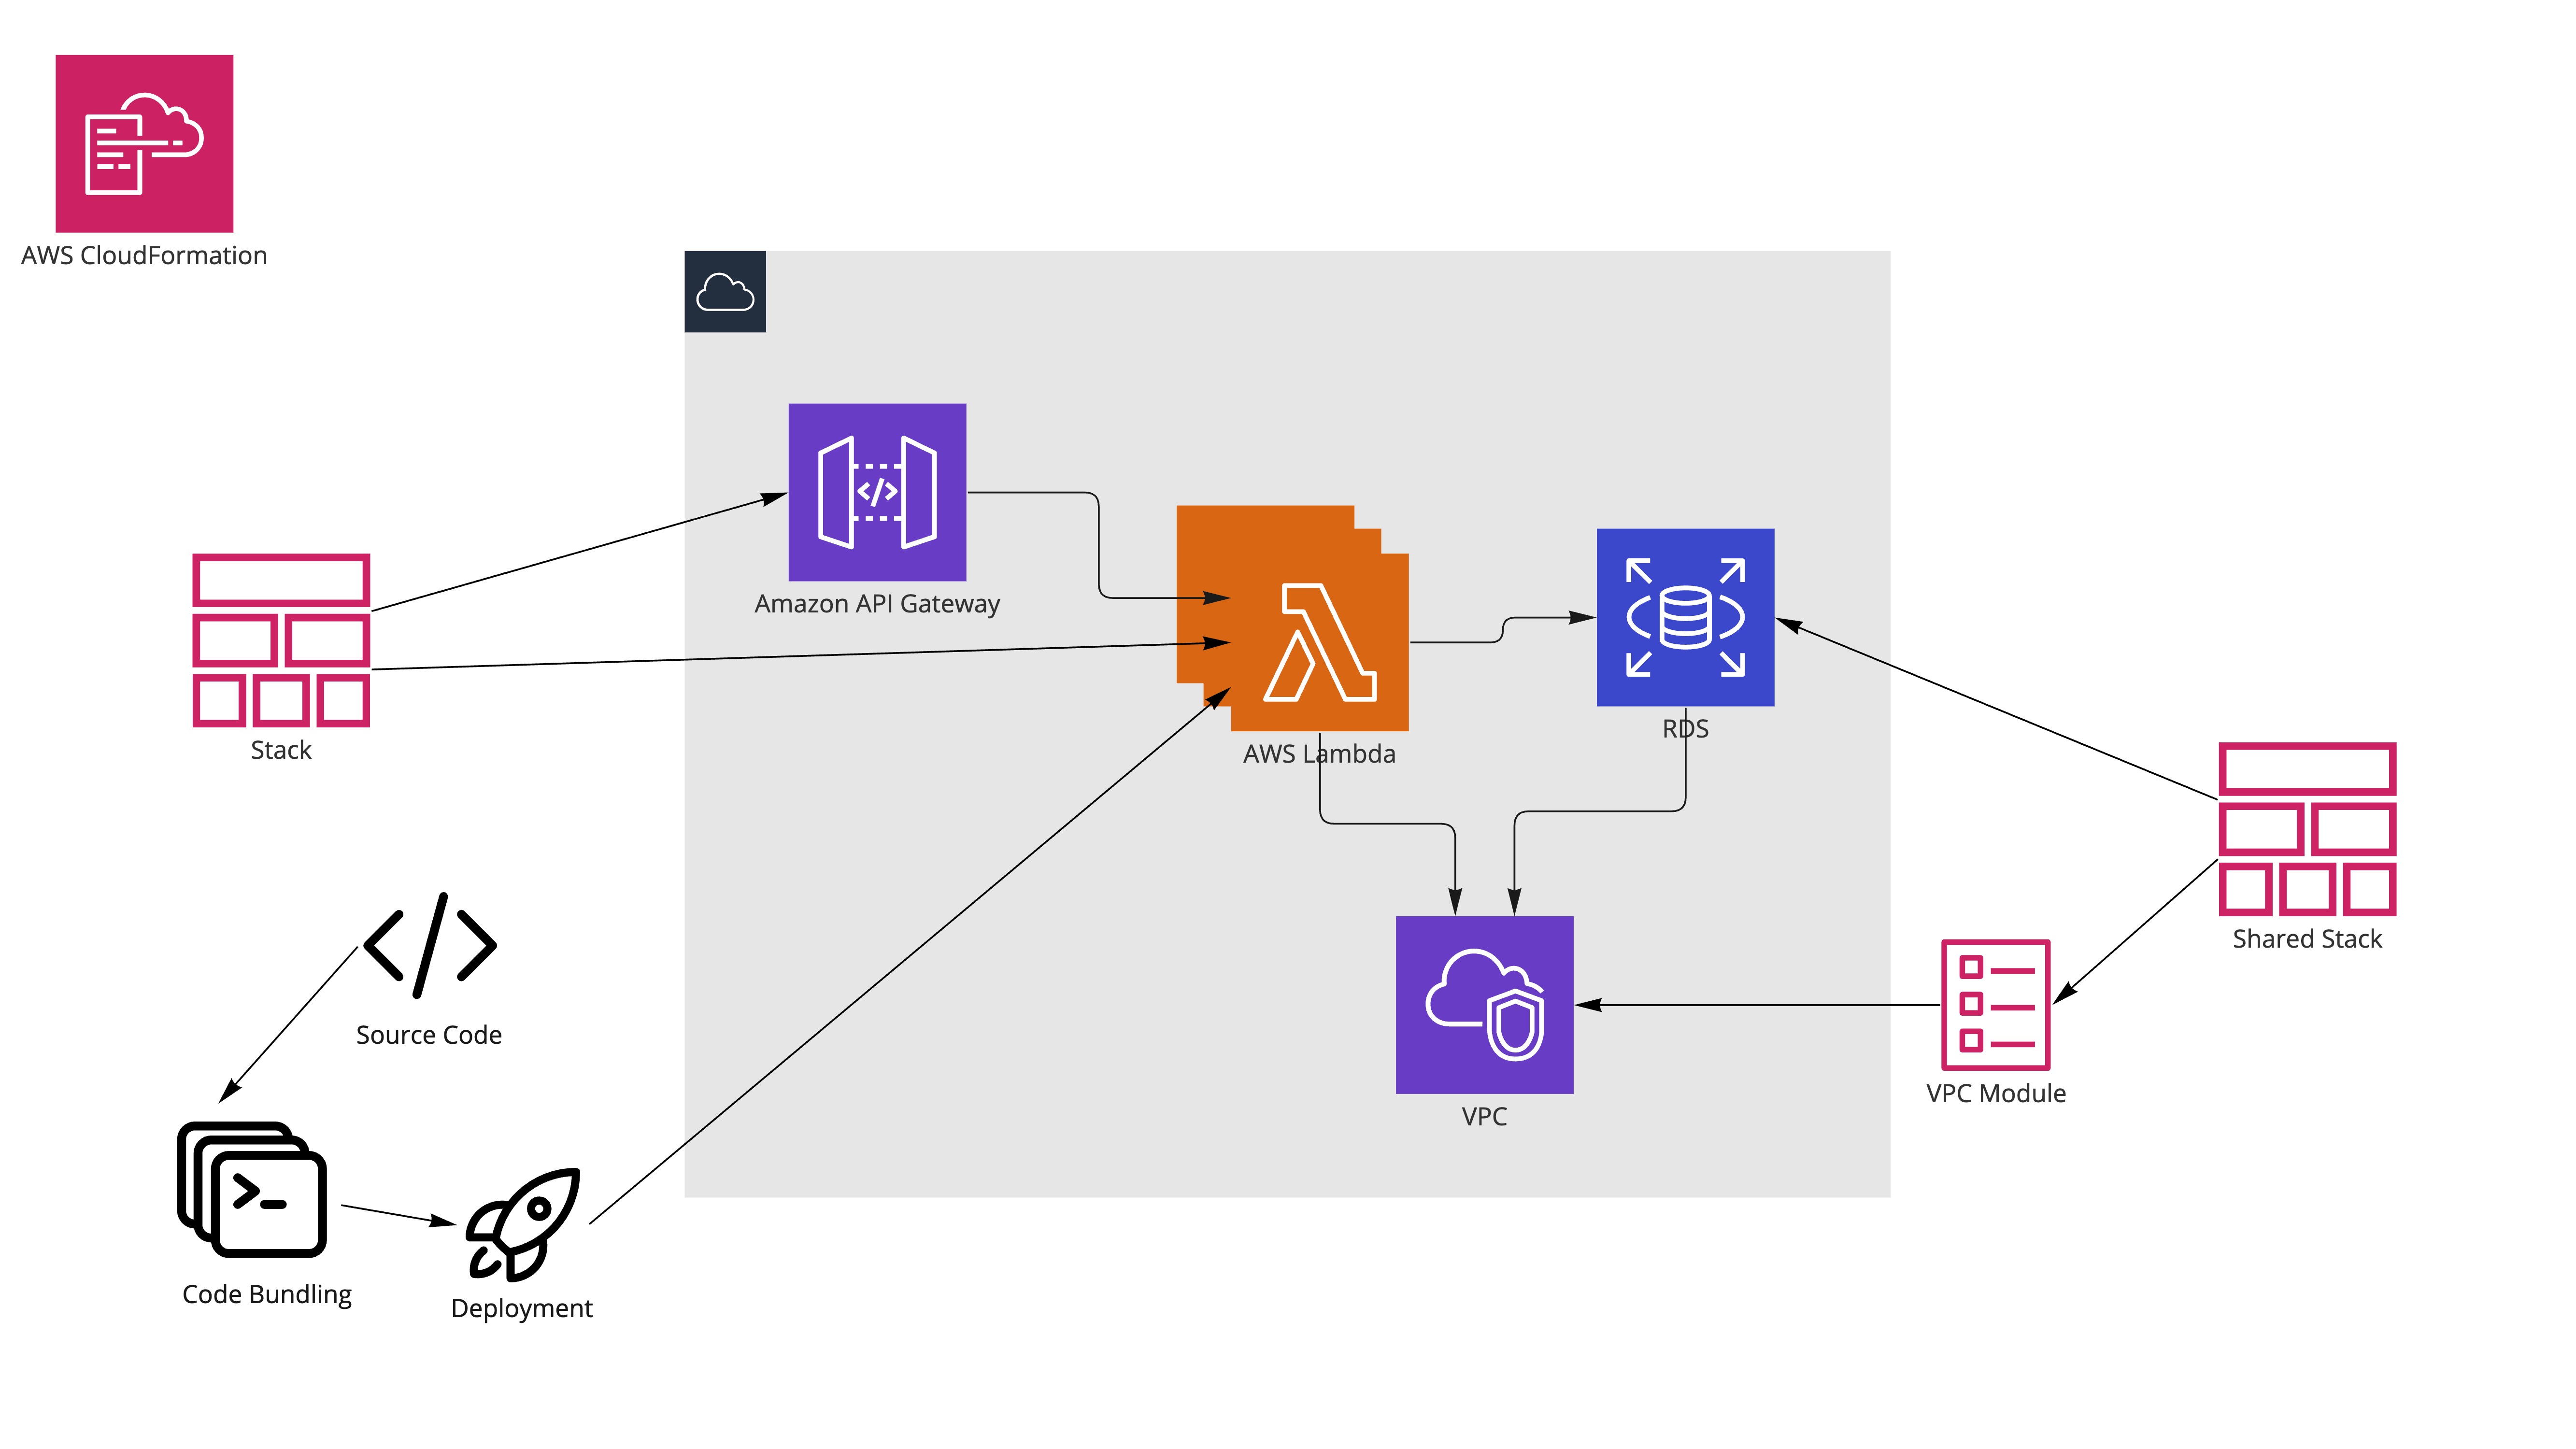 AWS CloudFormation
Amazon API Gateway
Stack
AWS Lambda
RDS
Shared Stack
Source Code
VPC Module
VPC
Code Bundling
Deployment